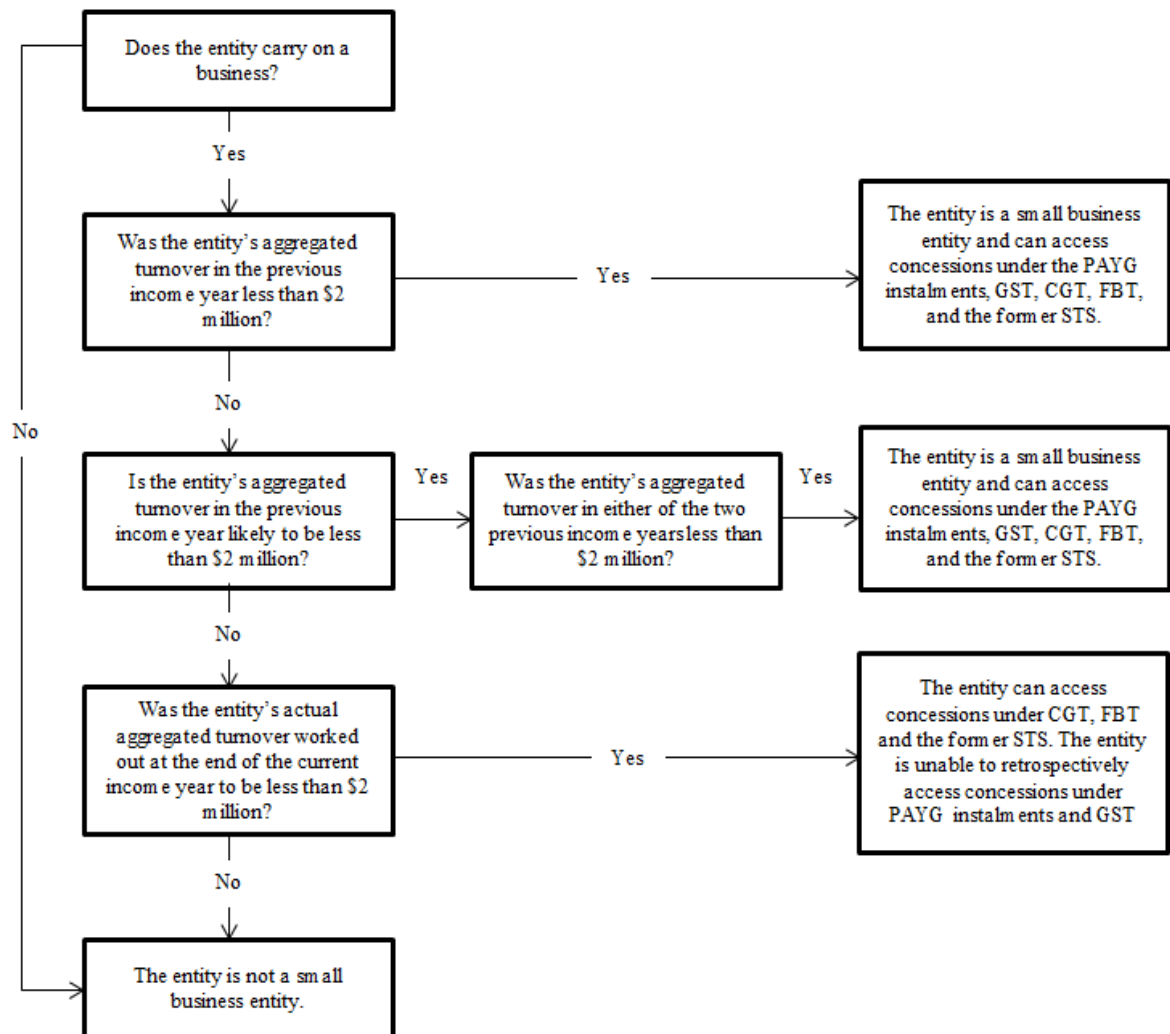 Does the entity carry on a
business?
Yes
Was the entity's aggregated
turnover in the previous
income year less than $2
million?
Yes
The entity is a small business
entity and can access
concessions under the PAYG
instalments, GST, CGT, FBT,
and the former STS.
No
No
Is the entity's aggregated
turnover in the previous
income year likely to be less
than $2 million?
Yes
Was the entity's aggregated
turnover in either of the two
previous income years less than
$2 million?
Yes
The entity is a small business
entity and can access
concessions under the PAYG
instalments, GST, CGT, FBT,
and the former STS.
No
Was the entity's actual
aggregated turnover worked
out at the end of the current
income year to be less than $2
million?
Yes
The entity can access
concessions under CGT, FBT
and the former STS. The entity
is unable to retrospectively
access concessions under
PAYG instalments and GST
No
The entity is not a small
business entity.